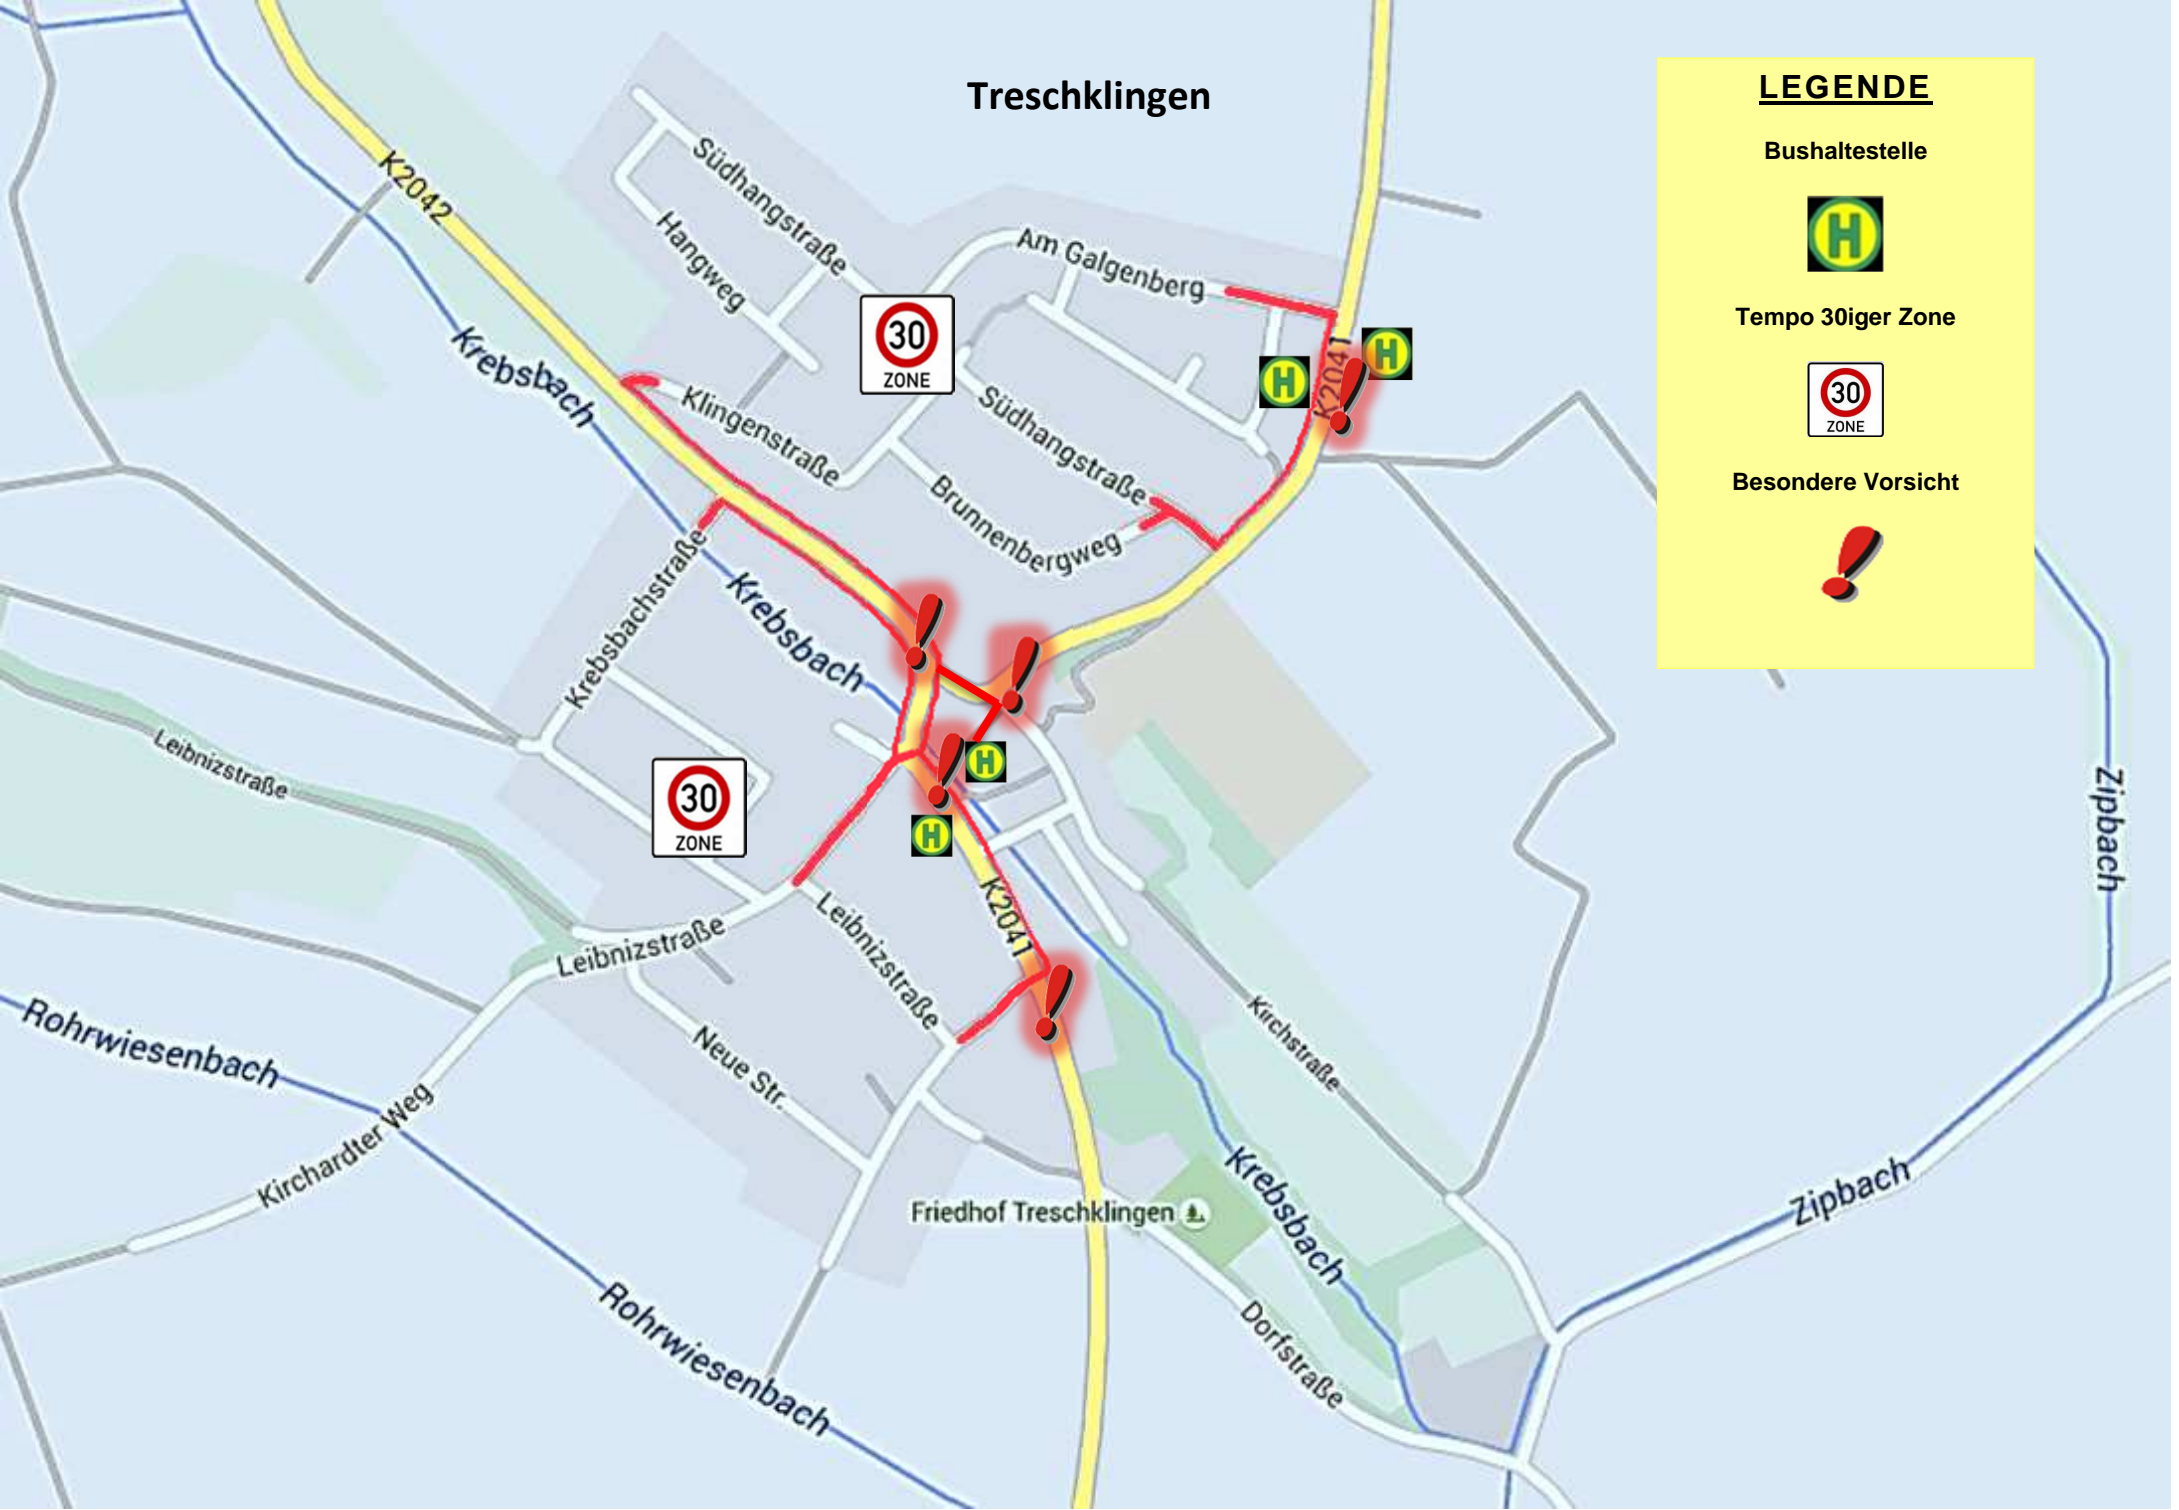 Treschklingen
LEGENDE
Bushaltestelle
H
Tempo 30iger Zone
30
ZONE
Besondere Vorsicht
K2042
Südhangstraße
Hangweg
Am Galgenberg
30
ZONE
H
H
K2041
Krebsbach
Klingenstraße
Südhangstraße
Brunnenbergweg
Krebsbachstraße
Krebsbach
Leibnizstraße
30
ZONE
H
H
K2041
Zipbach
Leibnizstraße
Leibnizstraße
Rohrwiesenbach
Neue Str.
Kirchstraße
Kirchardter Weg
Friedhof Treschklingen
Krebsbach
Zipbach
Rohrwiesenbach
Dorfstraße